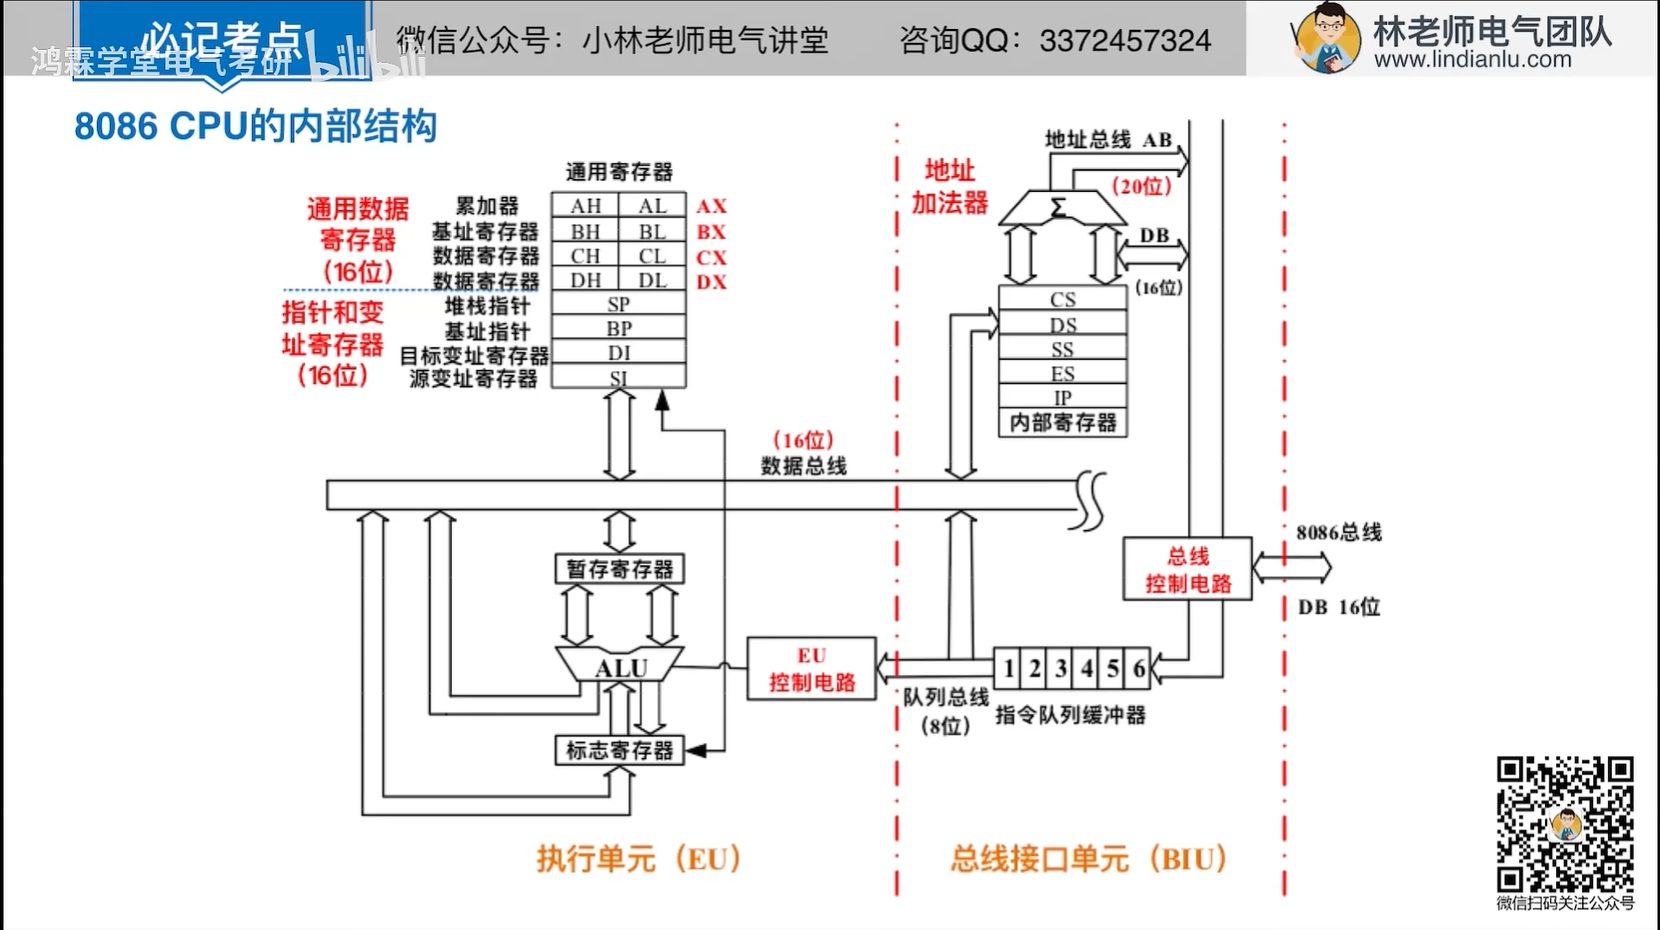 必记考点
鸿霖学堂电气考研 bilibili
微信公众号：小林老师电气讲堂
咨询QQ：3372457324
林老师电气团队
www.lindianlu.com
8086 CPU的内部结构
通用寄存器
通用数据
寄存器
（16位）
累加器 AH AL AX
基址寄存器 BH BL BX
数据寄存器 CH CL CX
数据寄存器 DH DL DX
指针和变
址寄存器
（16位）
堆栈指针 SP
基址指针 BP
目标变址寄存器 DI
源变址寄存器 SI
（16位）
数据总线
暂存寄存器
ALU
标志寄存器
EU
控制电路
执行单元（EU）
地址
加法器
地址总线 AB
（20位）
Σ
DB
（16位）
CS
DS
SS
ES
IP
内部寄存器
总线
控制电路
8086总线
DB 16位
1 2 3 4 5 6
队列总线
（8位）
指令队列缓冲器
总线接口单元（BIU）
微信扫码关注公众号